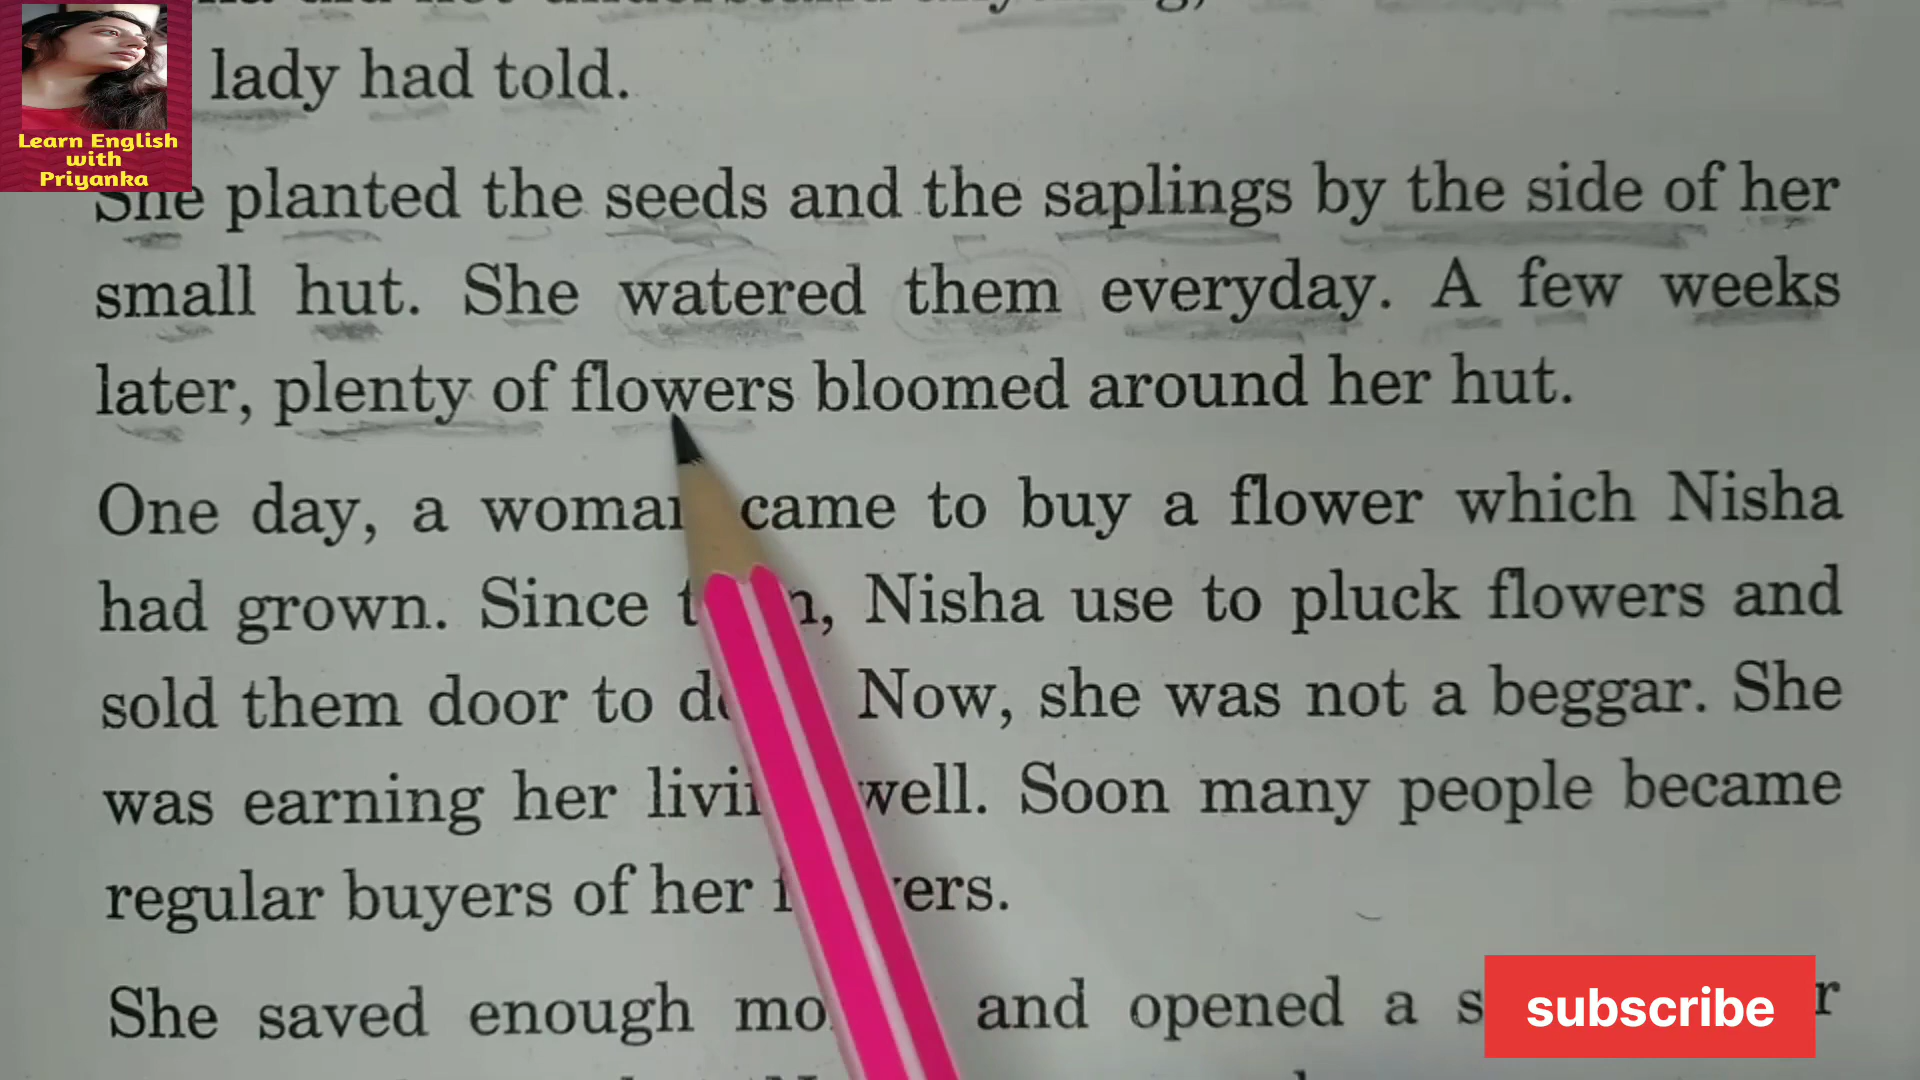 Learn English
with
Priyanka
lady had told.
She planted the seeds and the saplings by the side of her
small hut. She watered them everyday. A few weeks
later, plenty of flowers bloomed around her hut.
One day, a woman came to buy a flower which Nisha
had grown. Since Nisha use to pluck flowers and
sold them door to Now, she was not a beggar. She
was earning her well. Soon many people became
regular buyers of her
She saved enough and opened a
subscribe